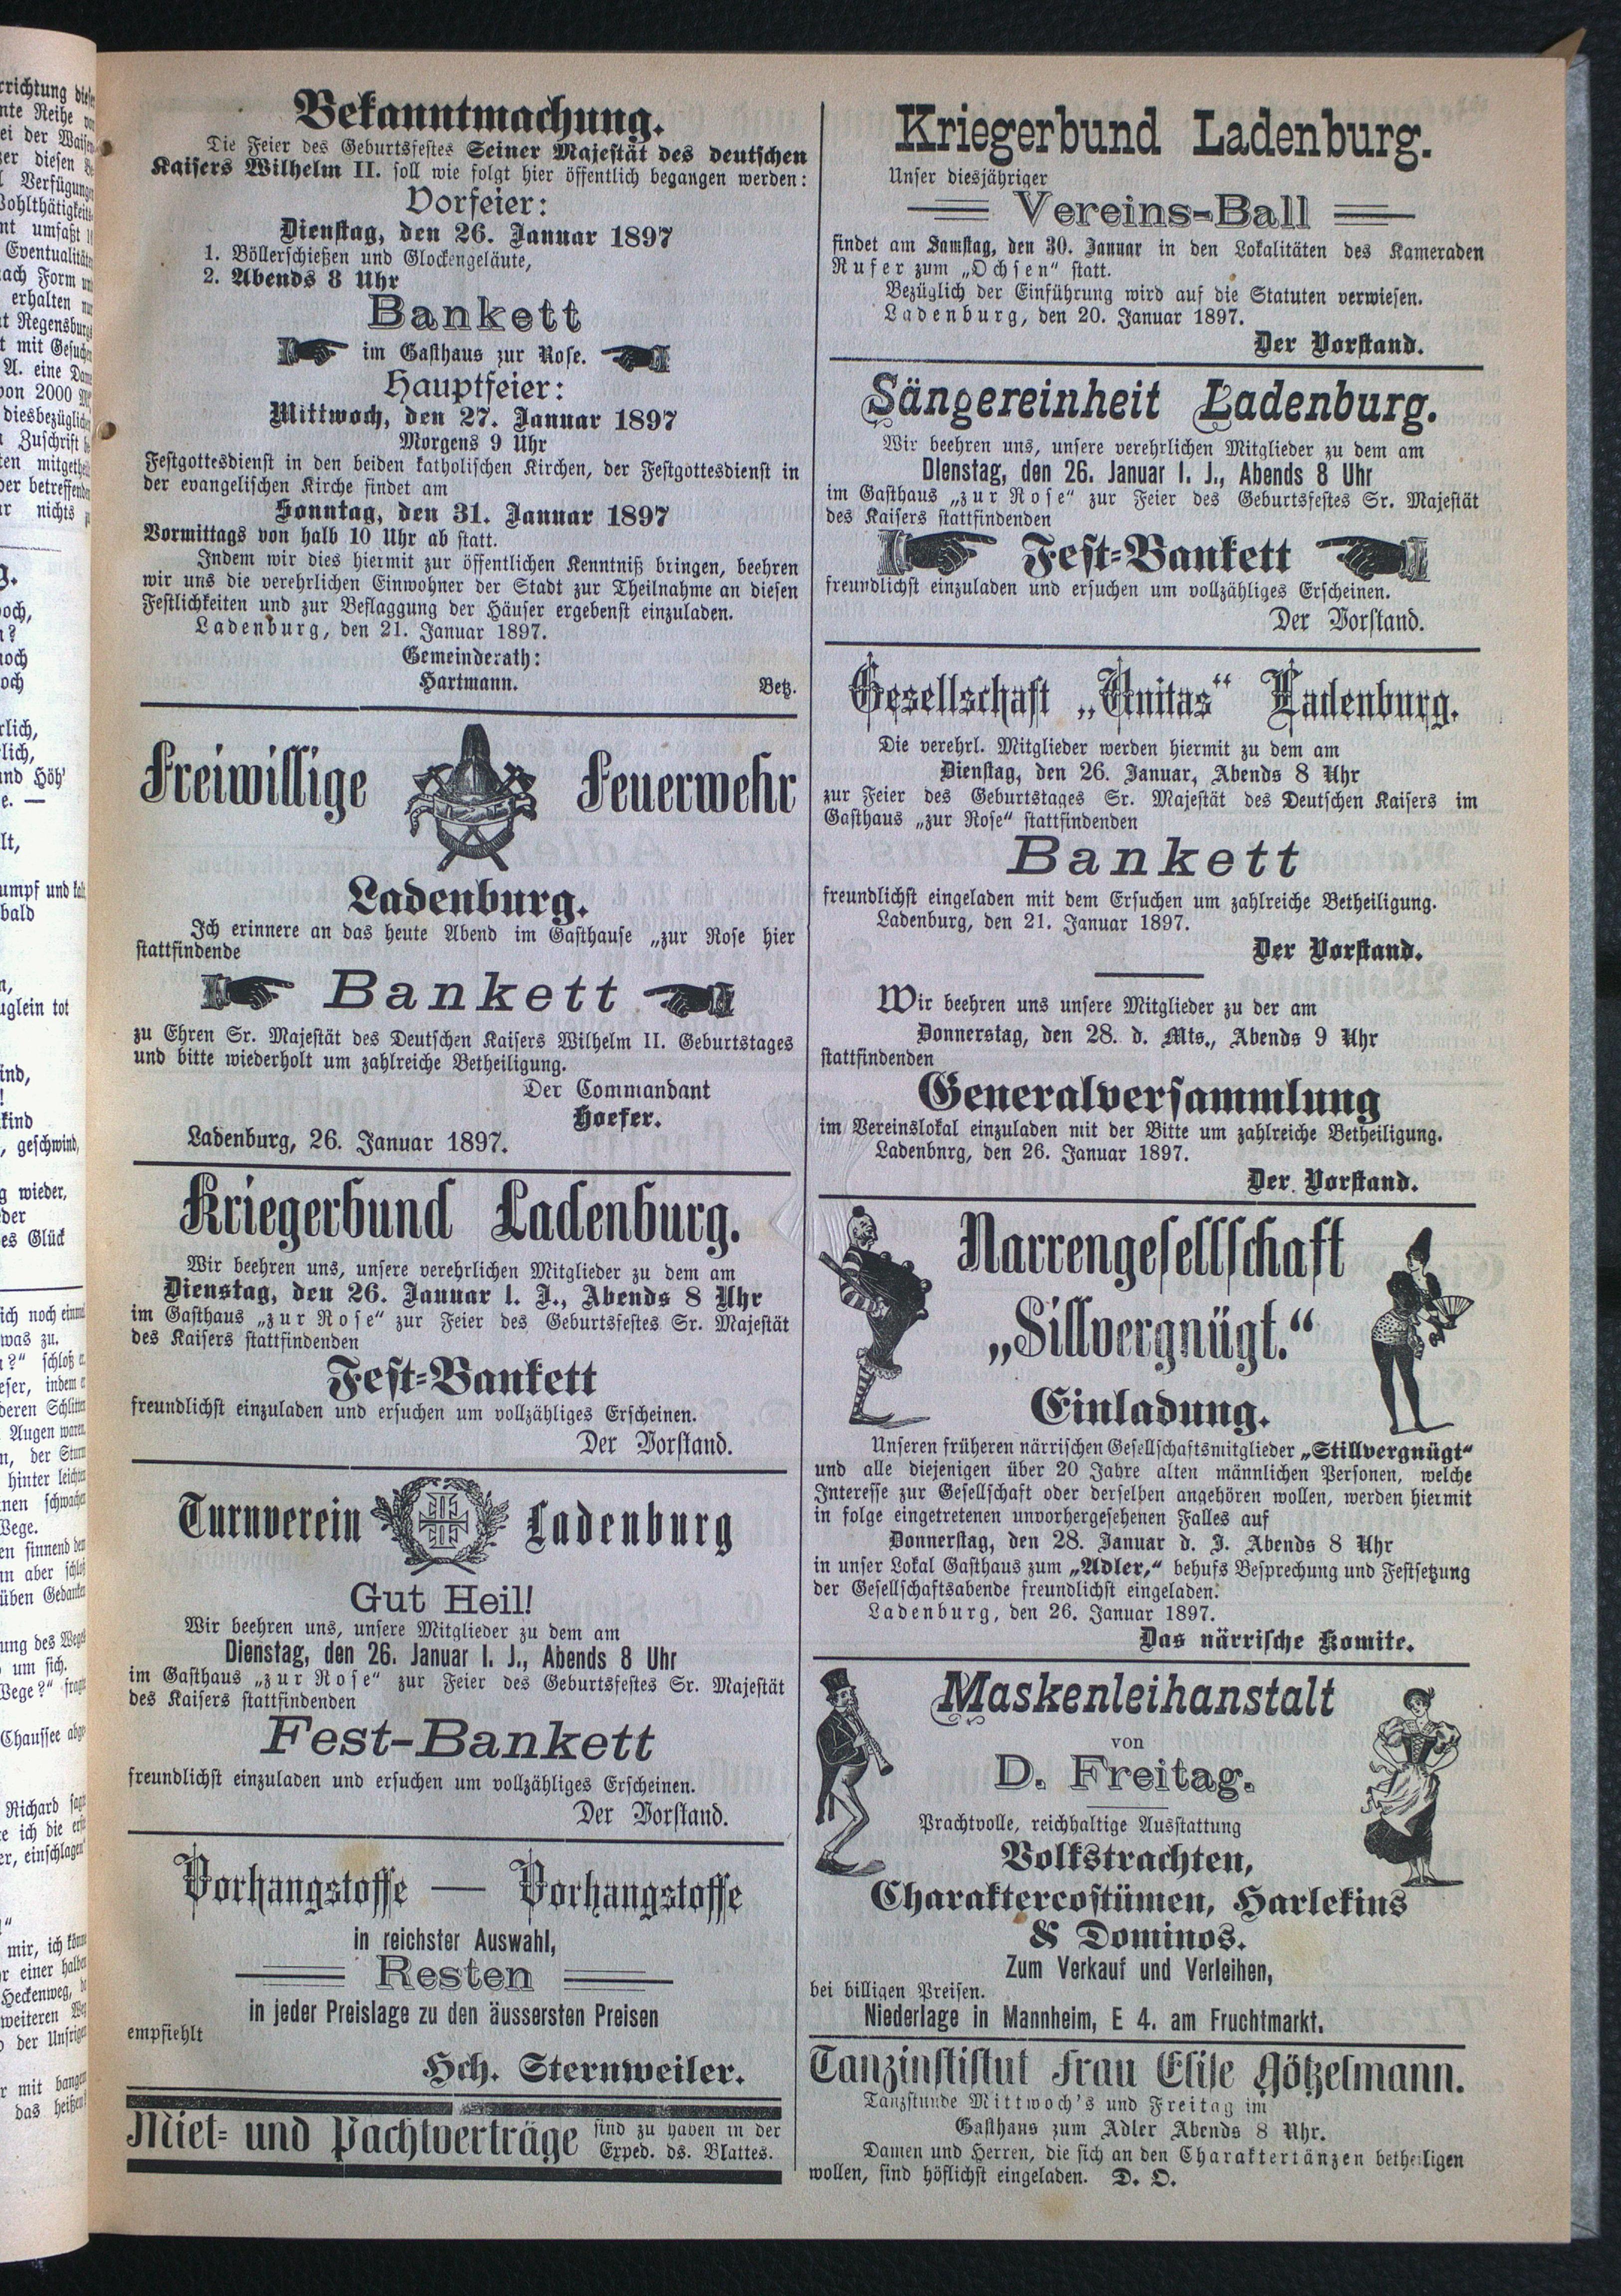 Bekanntmachung.
Die Feier des Geburtsfestes Seiner Majestät des deutschen
Kaisers Wilhelm II. soll wie folgt hier öffentlich begangen werden:
Vorfeier:
Dienstag, den 26. Januar 1897
1. Böllerschießen und Glockengeläute,
2. Abends 8 Uhr
Bankett
im Gasthaus zur Rose.
Hauptfeier:
Mittwoch, den 27. Januar 1897
Morgens 9 Uhr
Festgottesdienst in den beiden katholischen Kirchen, der Festgottesdienst in
der evangelischen Kirche findet am
Sonntag, den 31. Januar 1897
Vormittags von halb 10 Uhr ab statt.
Indem wir dies hiermit zur öffentlichen Kenntniß bringen, beehren
wir uns die verehrlichen Einwohner der Stadt zur Theilnahme an diesen
Festlichkeiten und zur Beflaggung der Häuser ergebenst einzuladen.
Ladenburg, den 21. Januar 1897.
Gemeinderath:
Hartmann. Betz.
Freiwillige Feuerwehr
Ladenburg.
Ich erinnere an das heute Abend im Gasthause „zur Rose hier
stattfindende
Bankett
zu Ehren Sr. Majestät des Deutschen Kaisers Wilhelm II. Geburtstages
und bitte wiederholt um zahlreiche Betheiligung.
Der Commandant
Hoefer.
Ladenburg, 26. Januar 1897.
Kriegerbund Ladenburg.
Wir beehren uns, unsere verehrlichen Mitglieder zu dem am
Dienstag, den 26. Januar l. J., Abends 8 Uhr
im Gasthaus „zur Rose“ zur Feier des Geburtsfestes Sr. Majestät
des Kaisers stattfindenden
Fest-Bankett
freundlichst einzuladen und ersuchen um vollzähliges Erscheinen.
Der Vorstand.
Turnverein Ladenburg
Gut Heil!
Wir beehren uns, unsere Mitglieder zu dem am
Dienstag, den 26. Januar l. J., Abends 8 Uhr
im Gasthaus „zur Rose“ zur Feier des Geburtsfestes Sr. Majestät
des Kaisers stattfindenden
Fest-Bankett
freundlichst einzuladen und ersuchen um vollzähliges Erscheinen.
Der Vorstand.
Vorhangstoffe — Vorhangstoffe
in reichster Auswahl,
Resten
in jeder Preislage zu den äussersten Preisen
empfiehlt
Hch. Sternweiler.
Miet- und Pachtverträge sind zu haben in der
Exped. ds. Blattes.
Kriegerbund Ladenburg.
Unser diesjähriger
Vereins-Ball
findet am Samstag, den 30. Januar in den Lokalitäten des Kameraden
Rufer zum „Ochsen“ statt.
Bezüglich der Einführung wird auf die Statuten verwiesen.
Ladenburg, den 20. Januar 1897.
Der Vorstand.
Sängereinheit Ladenburg.
Wir beehren uns, unsere verehrlichen Mitglieder zu dem am
Dienstag, den 26. Januar l. J., Abends 8 Uhr
im Gasthaus „zur Rose“ zur Feier des Geburtsfestes Sr. Majestät
des Kaisers stattfindenden
Fest-Bankett
freundlichst einzuladen und ersuchen um vollzähliges Erscheinen.
Der Vorstand.
Gesellschaft „Unitas“ Ladenburg.
Die verehrl. Mitglieder werden hiermit zu dem am
Dienstag, den 26. Januar, Abends 8 Uhr
zur Feier des Geburtstages Sr. Majestät des Deutschen Kaisers im
Gasthaus „zur Rose“ stattfindenden
Bankett
freundlichst eingeladen mit dem Ersuchen um zahlreiche Betheiligung.
Ladenburg, den 21. Januar 1897.
Der Vorstand.
Wir beehren uns unsere Mitglieder zu der am
Donnerstag, den 28. d. Mts., Abends 9 Uhr
stattfindenden
Generalversammlung
im Vereinslokal einzuladen mit der Bitte um zahlreiche Betheiligung.
Ladenbnrg, den 26. Januar 1897.
Der Vorstand.
Narrengesellschaft
„Sillvergnügt.“
Einladung.
Unseren früheren närrischen Gesellschaftsmitglieder „Stillvergnügt“
und alle diejenigen über 20 Jahre alten männlichen Personen, welche
Interesse zur Gesellschaft oder derselben angehören wollen, werden hiermit
in folge eingetretenen unvorhergesehenen Falles auf
Donnerstag, den 28. Januar d. J. Abends 8 Uhr
in unser Lokal Gasthaus zum „Adler,“ behufs Besprechung und Festsetzung
der Gesellschaftsabende freundlichst eingeladen.
Ladenburg, den 26. Januar 1897.
Das närrische Komite.
Maskenleihanstalt
von
D. Freitag.
Prachtvolle, reichhaltige Ausstattung
Volkstrachten,
Charaktercostümen, Harlekins
& Dominos.
Zum Verkauf und Verleihen,
bei billigen Preisen.
Niederlage in Mannheim, E 4. am Fruchtmarkt.
Tanzinstistut Frau Elise Götzelmann.
Tanzstunde Mittwoch's und Freitag im
Gasthaus zum Adler Abends 8 Uhr.
Damen und Herren, die sich an den Charaktertänzen betheiligen
wollen, sind höflichst eingeladen. D. O.